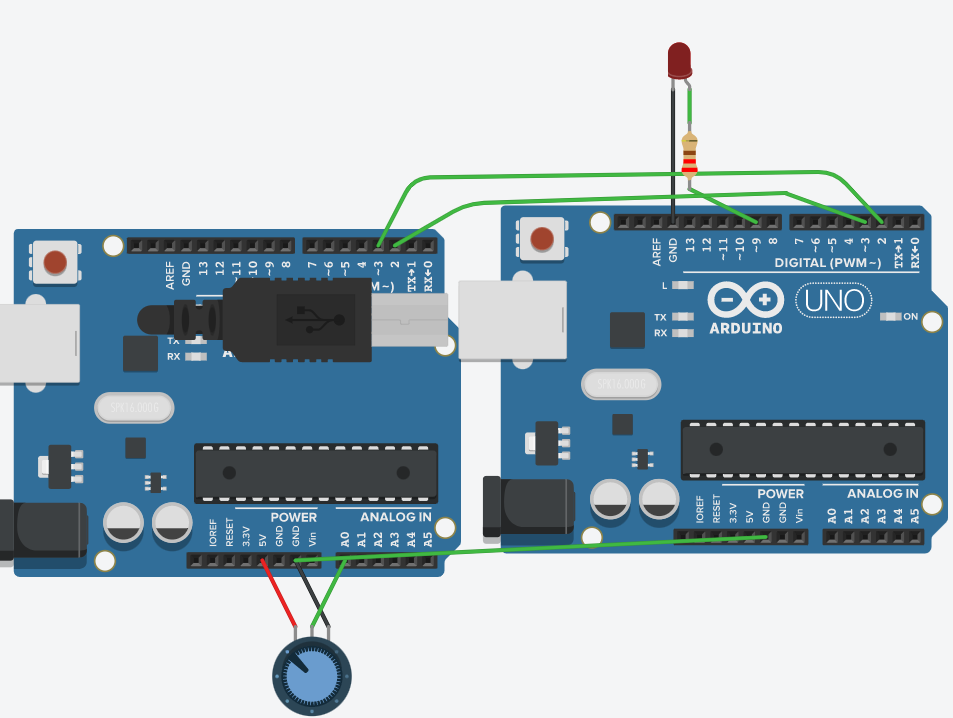 AREF
GND
13
12
~11
~10
~9
8
7
~6
~5
4
~3
2
TX→1
RX←0
DIGITAL (PWM~)
L
TX
RX
UNO
ARDUINO
ON
SPK16.000G
POWER
ANALOG IN
IOREF
RESET
3.3V
5V
GND
GND
Vin
A0
A1
A2
A3
A4
A5
AREF
GND
13
12
11
10
~9
8
7
~6
~5
4
~3
2
TX→1
RX←0
M~)
TX
RX
A
SPK16.000G
POWER
ANALOG IN
IOREF
RESET
3.3V
5V
GND
GND
Vin
A0
A1
A2
A3
A4
A5